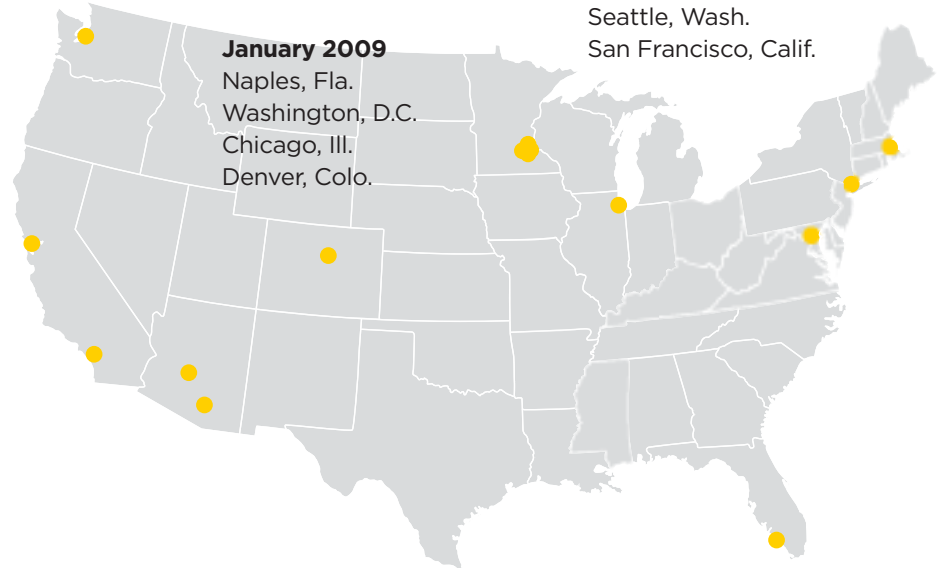 January 2009
Naples, Fla.
Washington, D.C.
Chicago, Ill.
Denver, Colo.
Seattle, Wash.
San Francisco, Calif.